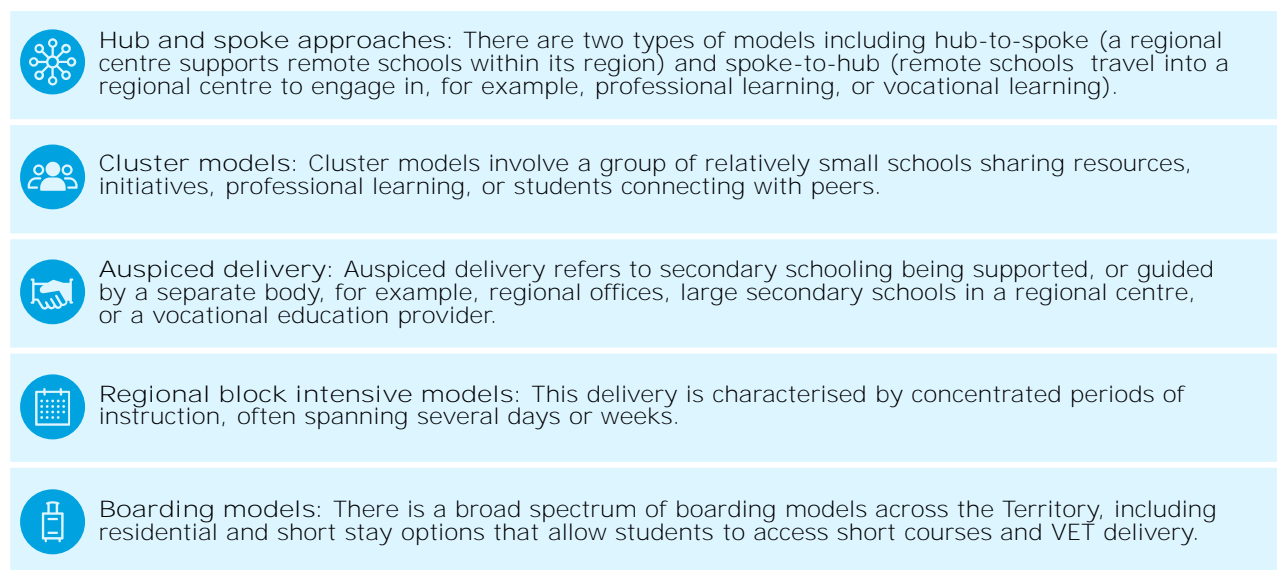 Hub and spoke approaches: There are two types of models including hub-to-spoke (a regional
centre supports remote schools within its region) and spoke-to-hub (remote schools travel into a
regional centre to engage in, for example, professional learning, or vocational learning).
Cluster models: Cluster models involve a group of relatively small schools sharing resources,
initiatives, professional learning, or students connecting with peers.
Auspiced delivery: Auspiced delivery refers to secondary schooling being supported, or guided
by a separate body, for example, regional offices, large secondary schools in a regional centre,
or a vocational education provider.
Regional block intensive models: This delivery is characterised by concentrated periods of
instruction, often spanning several days or weeks.
Boarding models: There is a broad spectrum of boarding models across the Territory, including
residential and short stay options that allow students to access short courses and VET delivery.